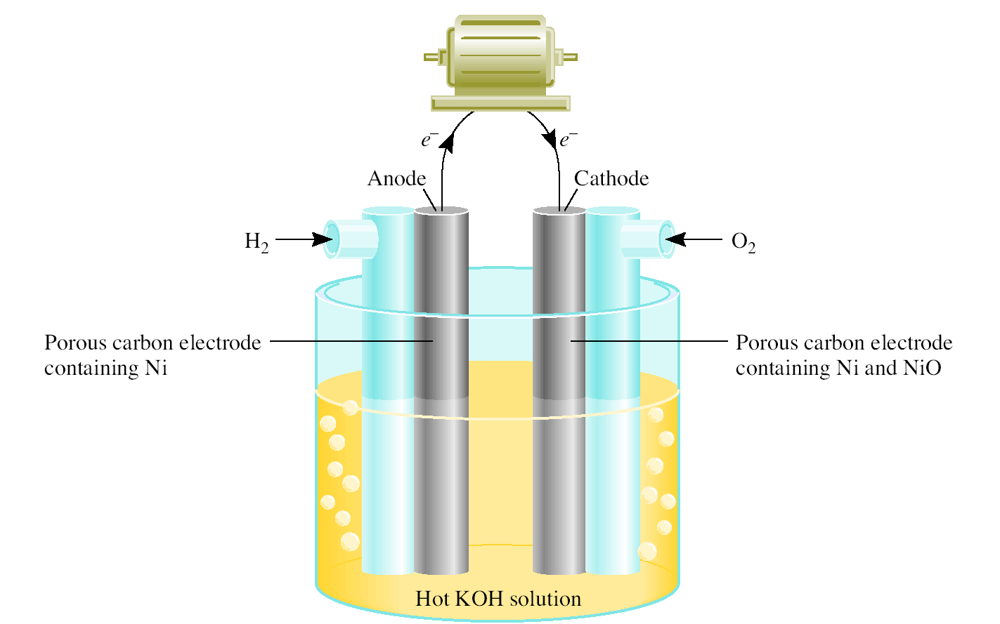 e⁻
e⁻
Anode
Cathode
H₂
O₂
Porous carbon electrode
containing Ni
Porous carbon electrode
containing Ni and NiO
Hot KOH solution